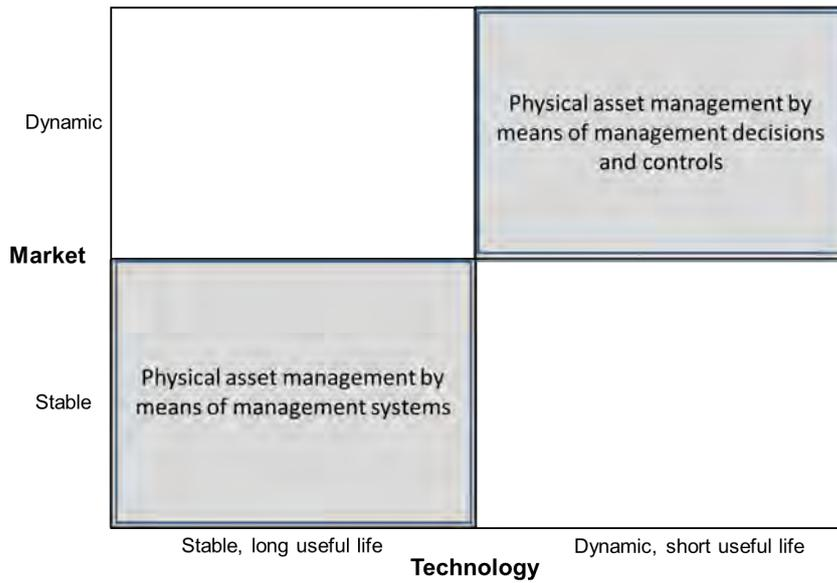 Dynamic
Physical asset management by
means of management decisions
and controls
Market
Physical asset management by
means of management systems
Stable
Stable, long useful life
Dynamic, short useful life
Technology